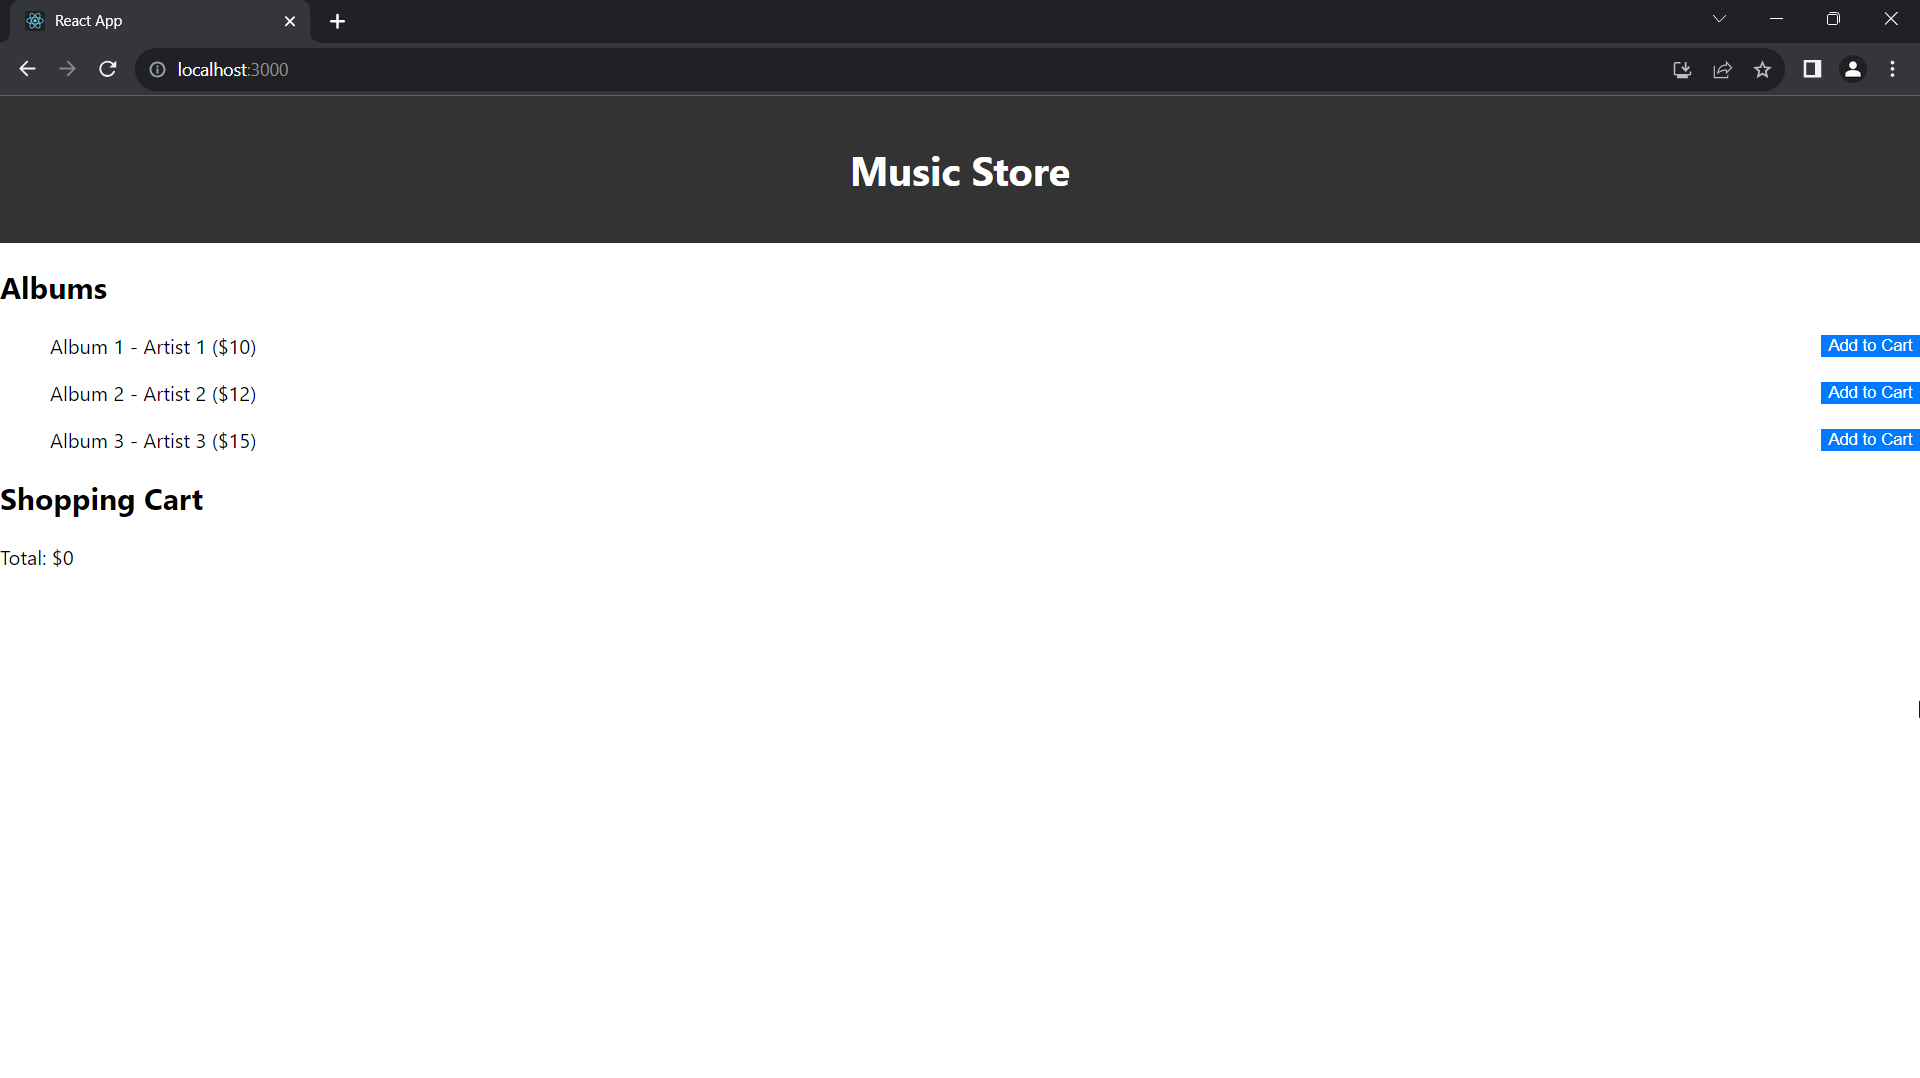 React App
localhost:3000
Music Store
Albums
Album 1 - Artist 1 ($10) Add to Cart
Album 2 - Artist 2 ($12) Add to Cart
Album 3 - Artist 3 ($15) Add to Cart
Shopping Cart
Total: $0